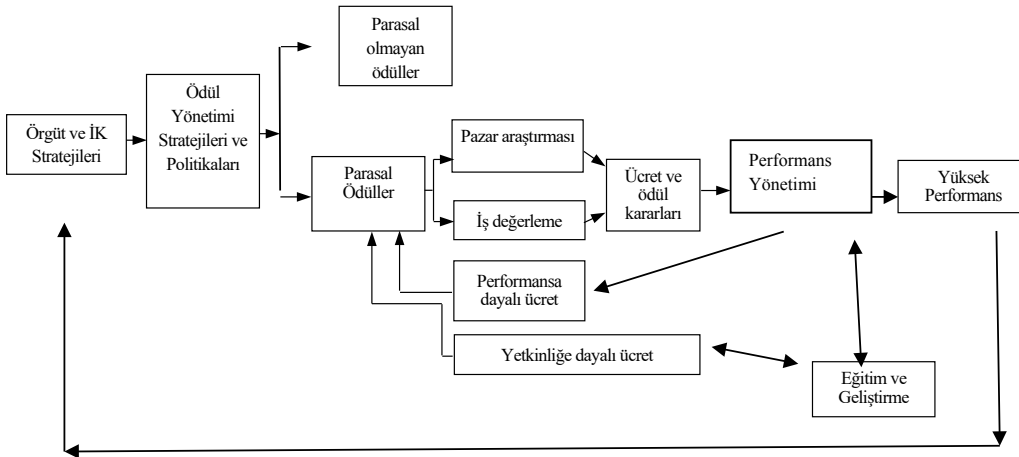 Örgüt ve İK
Stratejileri
Ödül
Yönetimi
Stratejileri ve
Politikaları
Parasal
olmayan
ödüller
Parasal
Ödüller
Pazar araştırması
İş değerleme
Ücret ve
ödül
kararları
Performans
Yönetimi
Yüksek
Performans
Performansa
dayalı ücret
Yetkinliğe dayalı ücret
Eğitim ve
Geliştirme